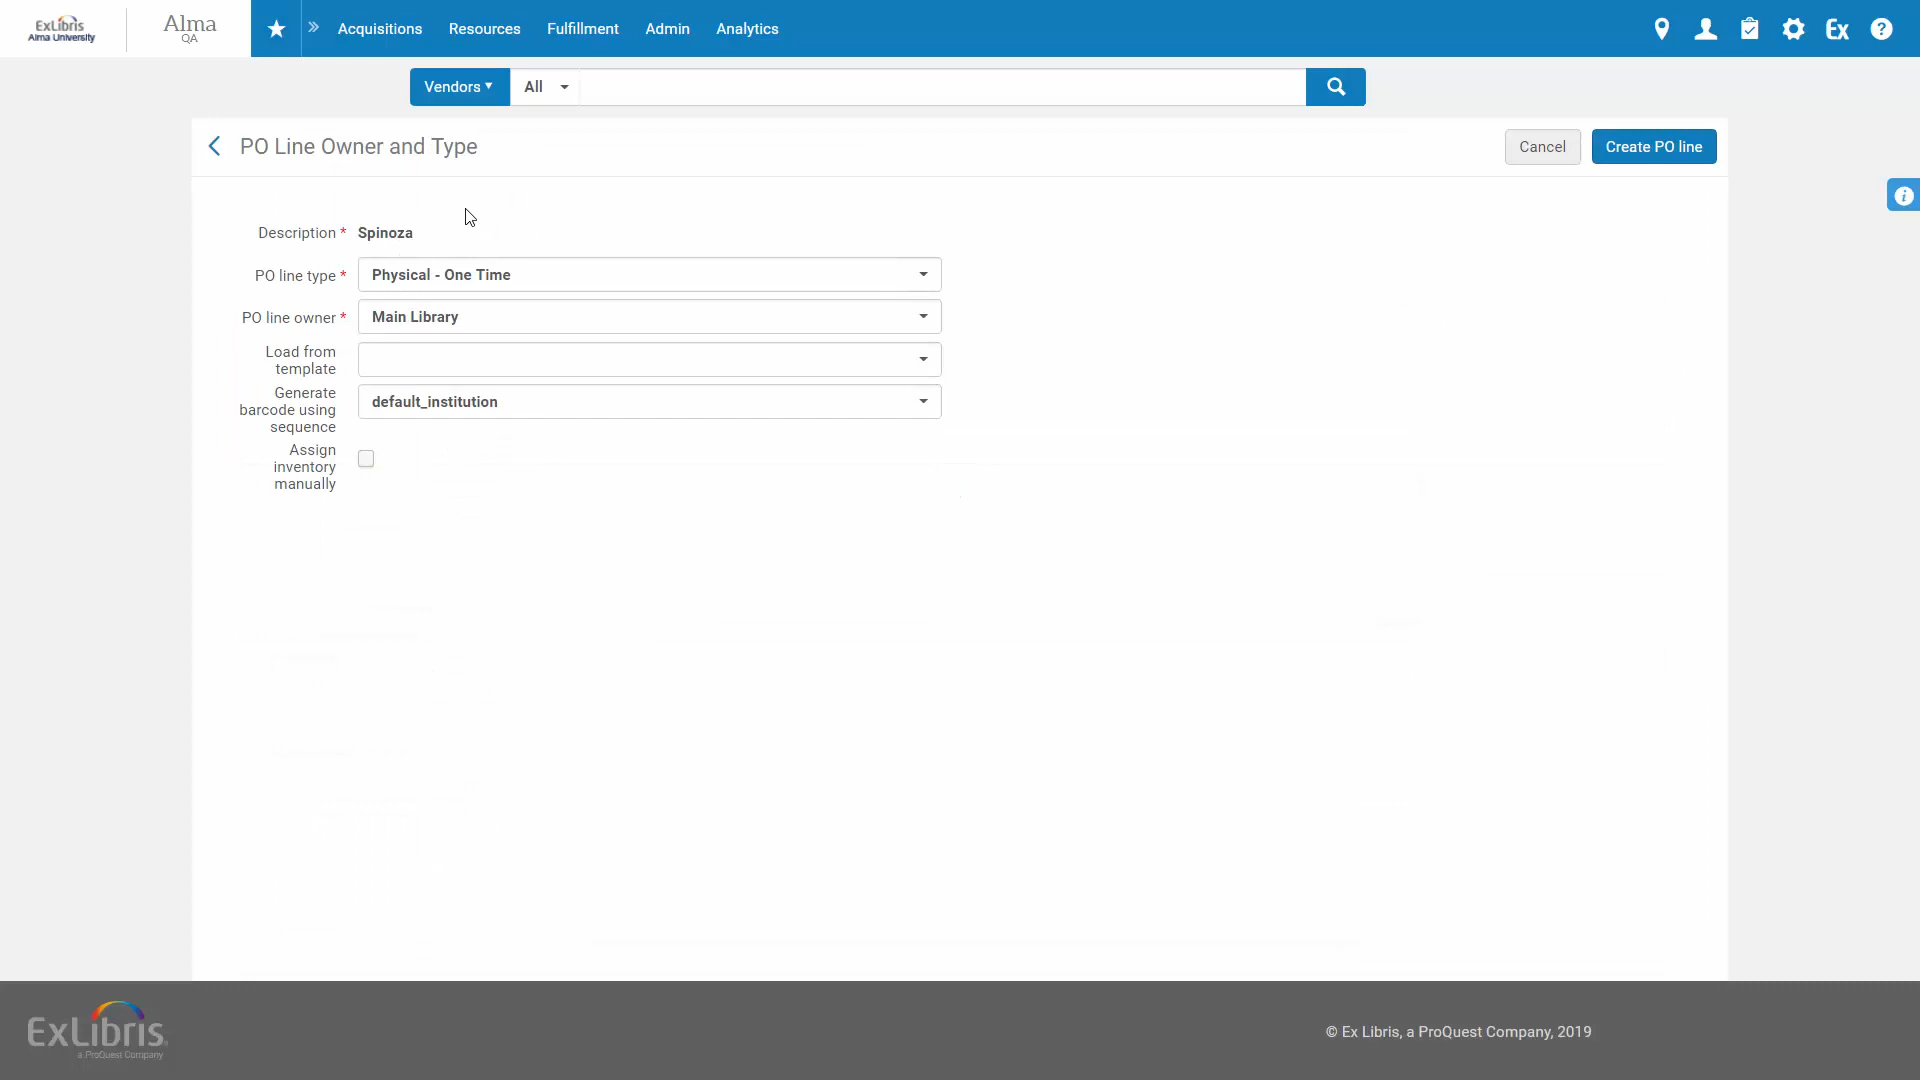 ExLibris
Alma University
Alma
QA
Acquisitions
Resources
Fulfillment
Admin
Analytics
Ex
?
Vendors
All
PO Line Owner and Type
Cancel
Create PO line
i
Description * Spinoza
PO line type * Physical - One Time
PO line owner * Main Library
Load from
template
Generate
barcode using
sequence
default_institution
Assign
inventory
manually
ExLibris
a ProQuest Company
© Ex Libris, a ProQuest Company, 2019